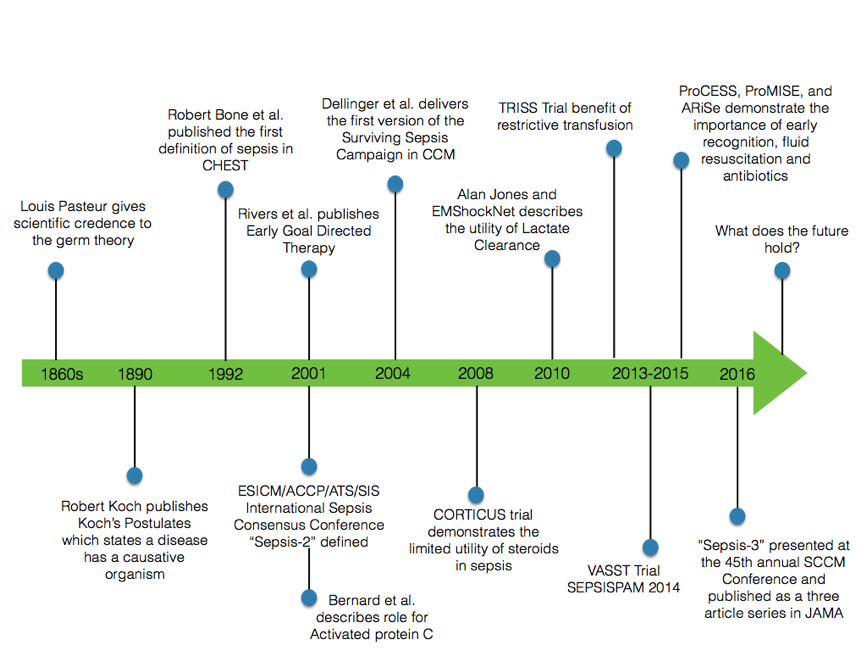 Louis Pasteur gives
scientific credence to
the germ theory
Robert Bone et al.
published the first
definition of sepsis in
CHEST
Rivers et al. publishes
Early Goal Directed
Therapy
Dellinger et al. delivers
the first version of the
Surviving Sepsis
Campaign in CCM
Alan Jones and
EMShockNet describes
the utility of Lactate
Clearance
TRISS Trial benefit of
restrictive transfusion
ProCESS, ProMISE, and
ARiSe demonstrate the
importance of early
recognition, fluid
resuscitation and
antibiotics
What does the future
hold?
1860s
1890
1992
2001
2004
2008
2010
2013-2015
2016
Robert Koch publishes
Koch's Postulates
which states a disease
has a causative
organism
ESICM/ACCP/ATS/SIS
International Sepsis
Consensus Conference
“Sepsis-2” defined
Bernard et al.
describes role for
Activated protein C
CORTICUS trial
demonstrates the
limited utility of steroids
in sepsis
VASST Trial
SEPSISPAM 2014
“Sepsis-3” presented at
the 45th annual SCCM
Conference and
published as a three
article series in JAMA